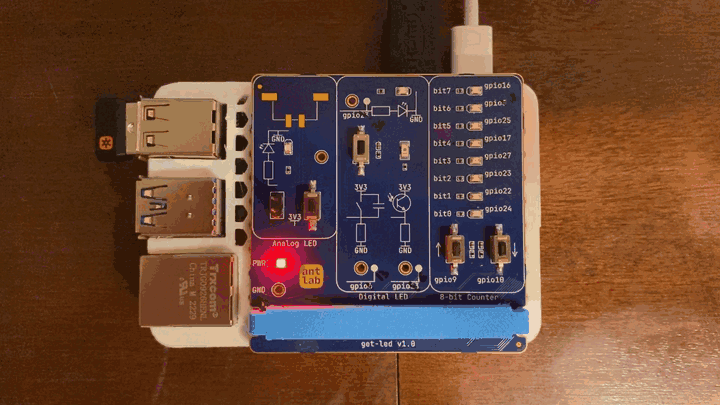 bit7
gpio16
bit6
bit5
gpio25
bit4
gpio17
bit3
gpio27
bit2
gpio23
bit1
gpio22
bit0
gpio24
GND
GND
3V3
3V3
3V3
GND
GND
Analog LED
PWR
ant
lab
GND
gpio9
gpio10
Digital LED
8-bit Counter
get-led v1.0
Trxcom